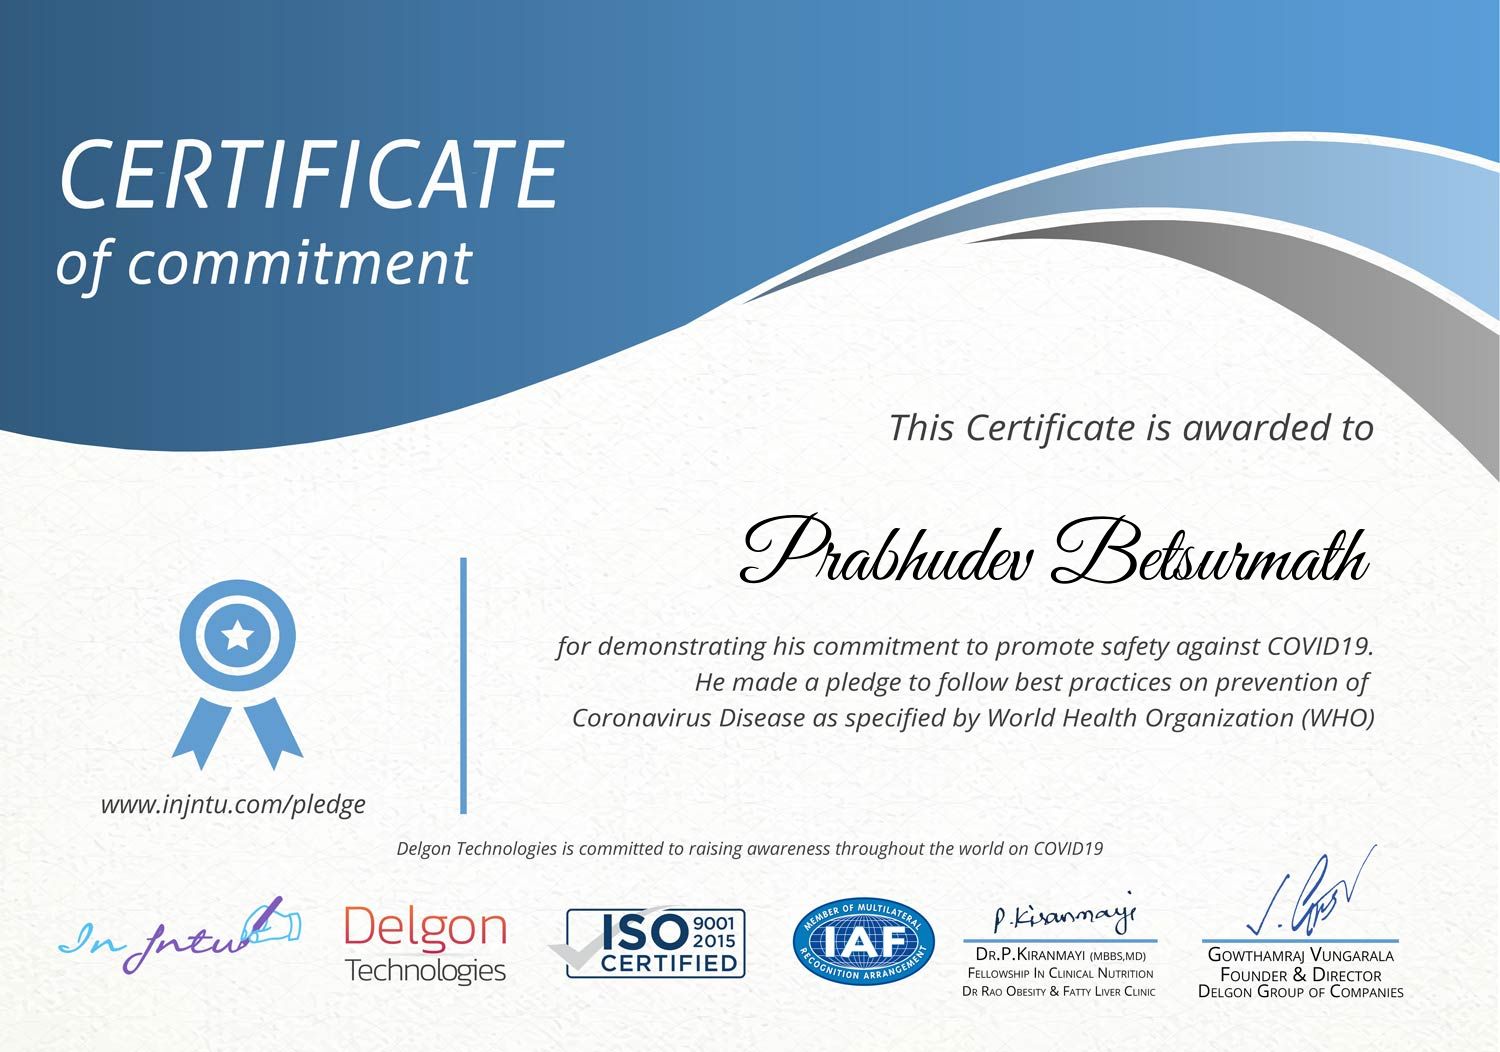 CERTIFICATE
of commitment
This Certificate is awarded to
Prabhudev Betsurmath
for demonstrating his commitment to promote safety against COVID19.
He made a pledge to follow best practices on prevention of
Coronavirus Disease as specified by World Health Organization (WHO)
www.injntu.com/pledge
Delgon Technologies is committed to raising awareness throughout the world on COVID19
In Jntu
Delgon
Technologies
ISO 9001
2015
CERTIFIED
MEMBER OF MULTILATERAL
IAF
RECOGNITION ARRANGEMENT
P.Kiranmayi
DR.P.KIRANMAYI (MBBS,MD)
FELLOWSHIP IN CLINICAL NUTRITION
DR RAO OBESITY & FATTY LIVER CLINIC
GOWTHAMRAJ VUNGARALA
FOUNDER & DIRECTOR
DELGON GROUP OF COMPANIES